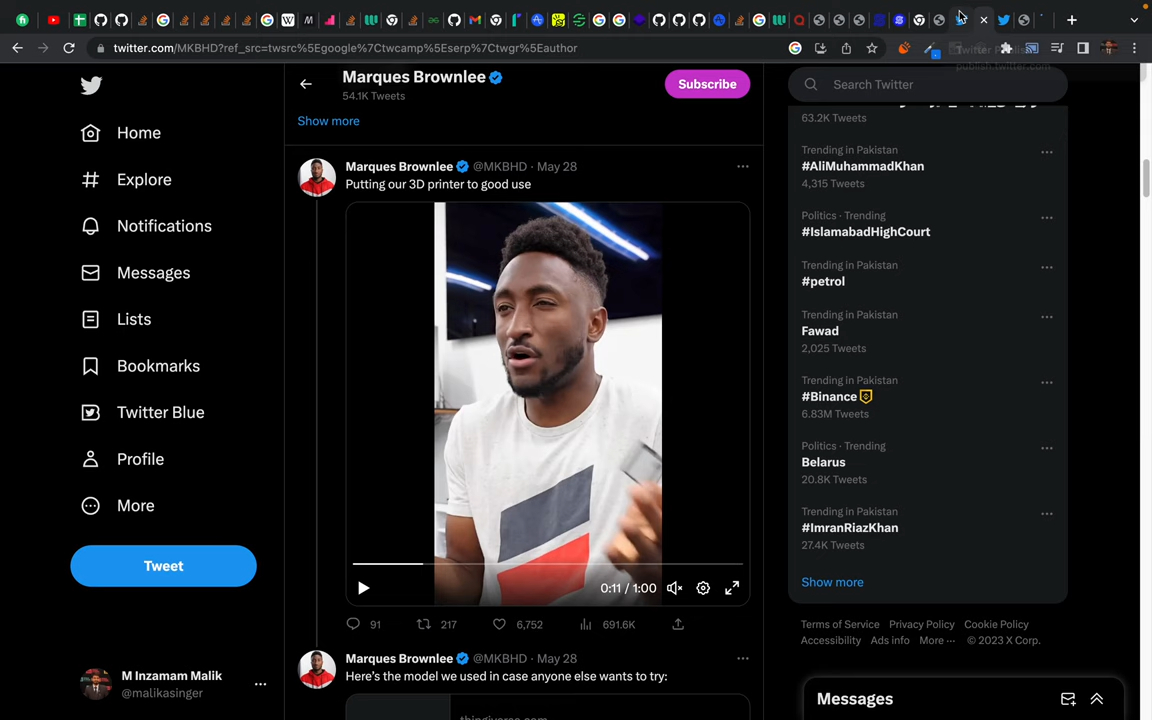 twitter.com/MKBHD?ref_src=twsrc%5Egoogle%7Ctwcamp%5Eserp%7Ctwgr%5Eauthor
Home
Explore
Notifications
Messages
Lists
Bookmarks
Twitter Blue
Profile
More
Tweet
M Inzamam Malik
@malikasinger
Marques Brownlee
54.1K Tweets
Subscribe
Show more
Marques Brownlee @MKBHD · May 28
Putting our 3D printer to good use
0:11 / 1:00
91 217 6,752 691.6K
Marques Brownlee @MKBHD · May 28
Here's the model we used in case anyone else wants to try:
thingiverse.com
publish.twitter.com
Search Twitter
63.2K Tweets
Trending in Pakistan
#AliMuhammadKhan
4,315 Tweets
Politics · Trending
#IslamabadHighCourt
Trending in Pakistan
#petrol
Trending in Pakistan
Fawad
2,025 Tweets
Trending in Pakistan
#Binance
6.83M Tweets
Politics · Trending
Belarus
20.8K Tweets
Trending in Pakistan
#ImranRiazKhan
27.4K Tweets
Show more
Terms of Service Privacy Policy Cookie Policy
Accessibility Ads info More ··· © 2023 X Corp.
Messages